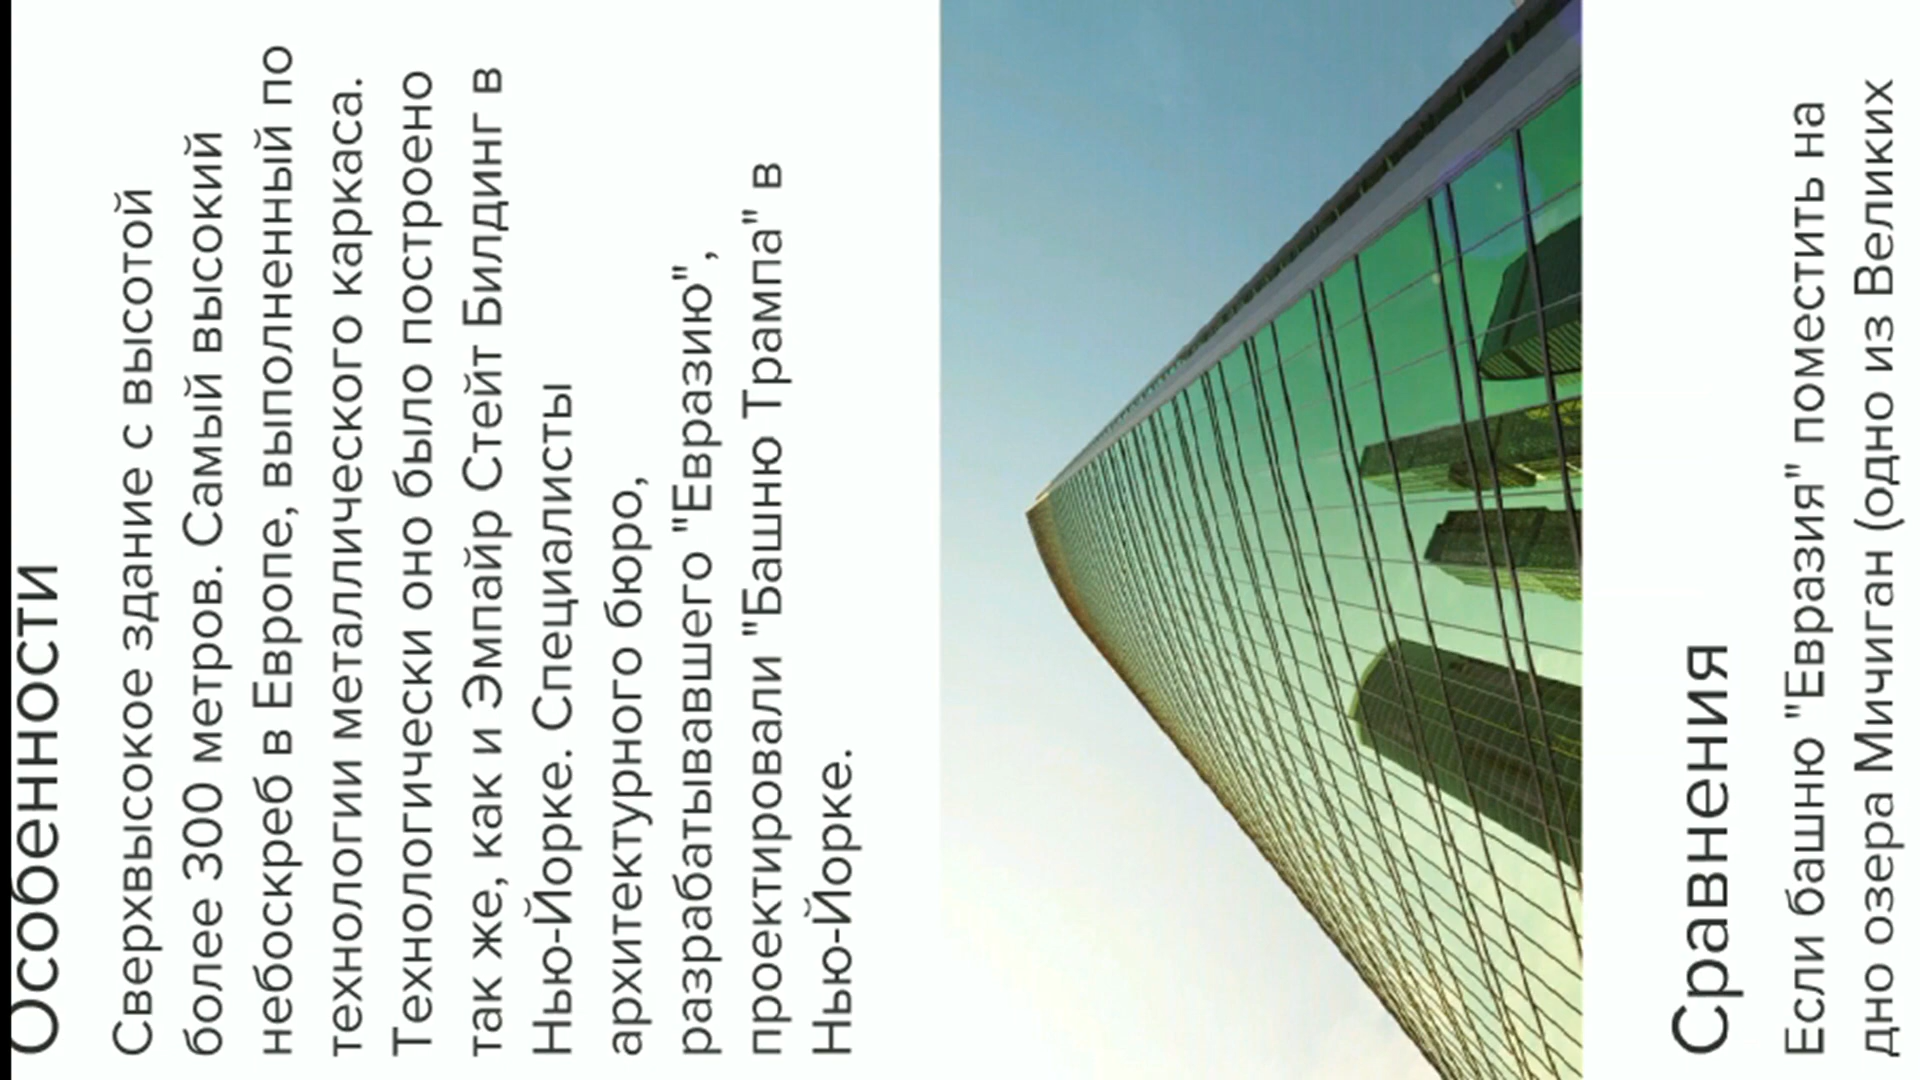 Особенности
Сверхвысокое здание с высотой
более 300 метров. Самый высокий
небоскреб в Европе, выполненный по
технологии металлического каркаса.
Технологически оно было построено
так же, как и Эмпайр Стейт Билдинг в
Нью-Йорке. Специалисты
архитектурного бюро,
разрабатывавшего "Евразию",
проектировали "Башню Трампа" в
Нью-Йорке.
Сравнения
Если башню "Евразия" поместить на
дно озера Мичиган (одно из Великих